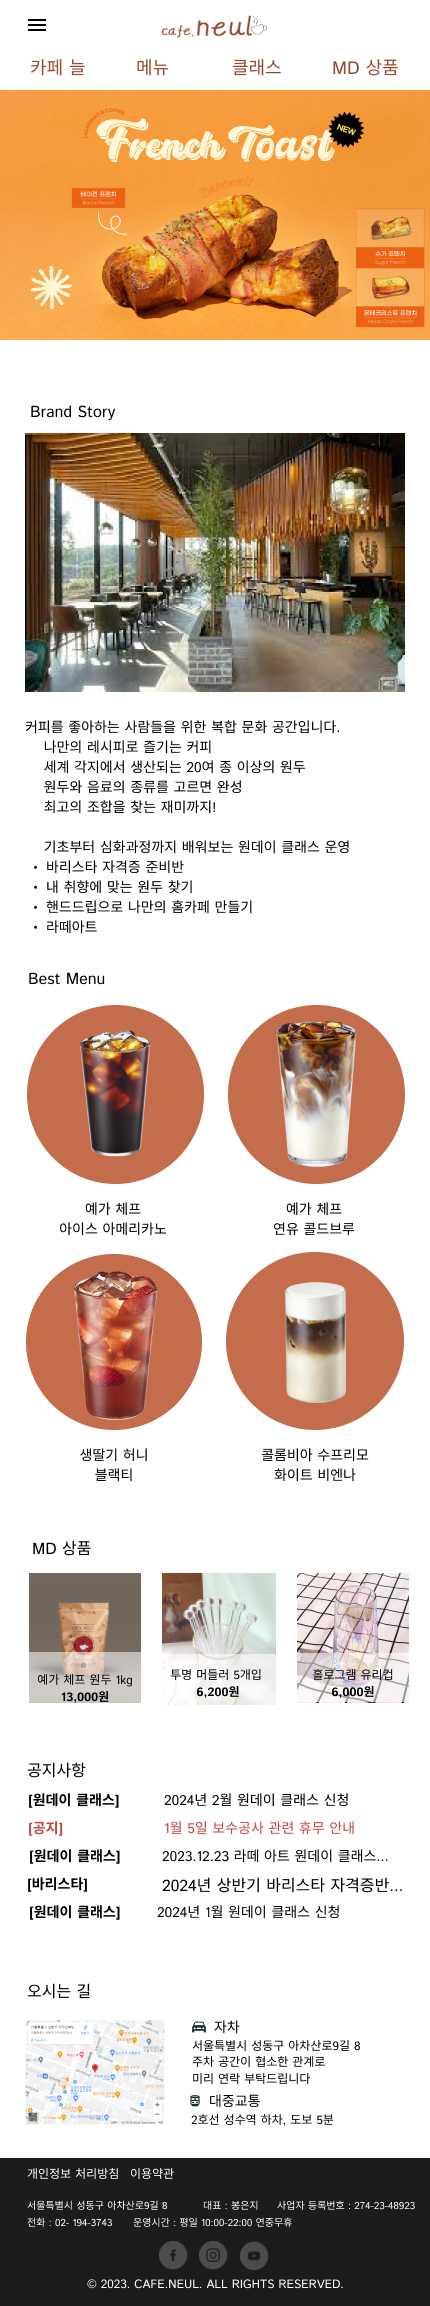 cafe.neul
카페 늘 메뉴 클래스 MD 상품
French Toast
NEW
베이컨 프렌치
Bacon French
슈가 프렌치
Sugar French
몬테크리스토 프렌치
Brand Story
커피를 좋아하는 사람들을 위한 복합 문화 공간입니다.
나만의 레시피로 즐기는 커피
세계 각지에서 생산되는 20여 종 이상의 원두
원두와 음료의 종류를 고르면 완성
최고의 조합을 찾는 재미까지!
기초부터 심화과정까지 배워보는 원데이 클래스 운영
• 바리스타 자격증 준비반
• 내 취향에 맞는 원두 찾기
• 핸드드립으로 나만의 홈카페 만들기
• 라떼아트
Best Menu
예가 체프
아이스 아메리카노
예가 체프
연유 콜드브루
생딸기 허니
블랙티
콜롬비아 수프리모
화이트 비엔나
MD 상품
예가 체프 원두 1kg
13,000원
투명 머들러 5개입
6,200원
홀로그램 유리컵
6,000원
공지사항
[원데이 클래스] 2024년 2월 원데이 클래스 신청
[공지] 1월 5일 보수공사 관련 휴무 안내
[원데이 클래스] 2023.12.23 라떼 아트 원데이 클래스...
[바리스타] 2024년 상반기 바리스타 자격증반...
[원데이 클래스] 2024년 1월 원데이 클래스 신청
오시는 길
자차
서울특별시 성동구 아차산로9길 8
주차 공간이 협소한 관계로
미리 연락 부탁드립니다
대중교통
2호선 성수역 하차, 도보 5분
개인정보 처리방침 이용약관
서울특별시 성동구 아차산로9길 8 대표 : 봉은지 사업자 등록번호 : 274-23-48923
전화 : 02- 194-3743 운영시간 : 평일 10:00-22:00 연중무휴
© 2023. CAFE.NEUL. ALL RIGHTS RESERVED.